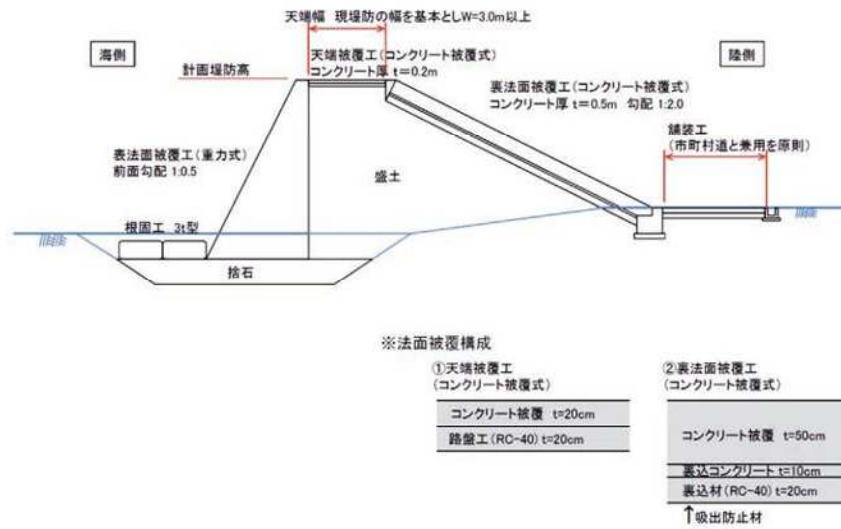 天端幅 現堤防の幅を基本としW=3.0m以上
海側
陸側
天端被覆工(コンクリート被覆式)
コンクリート厚 t=0.2m
計画堤防高
裏法面被覆工(コンクリート被覆式)
コンクリート厚 t=0.5m 勾配 1:2.0
舗装工
(市町村道と兼用を原則)
表法面被覆工(重力式)
前面勾配 1:0.5
盛土
根固工 3t型
捨石
※法面被覆構成
①天端被覆工
(コンクリート被覆式)
コンクリート被覆 t=20cm
路盤工(RC-40) t=20cm
②裏法面被覆工
(コンクリート被覆式)
コンクリート被覆 t=50cm
裏込コンクリート t=10cm
裏込材(RC-40) t=20cm
↑吸出防止材